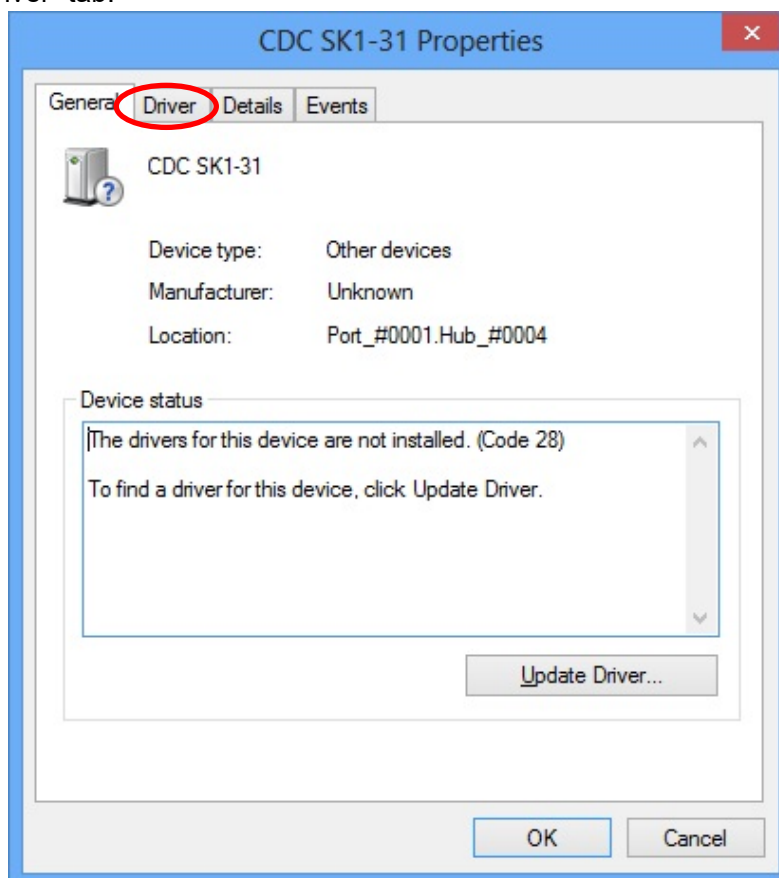 tab.
CDC SK1-31 Properties
General Driver Details Events
CDC SK1-31
Device type: Other devices
Manufacturer: Unknown
Location: Port_#0001.Hub_#0004
Device status
The drivers for this device are not installed. (Code 28)
To find a driver for this device, click Update Driver.
Update Driver...
OK Cancel